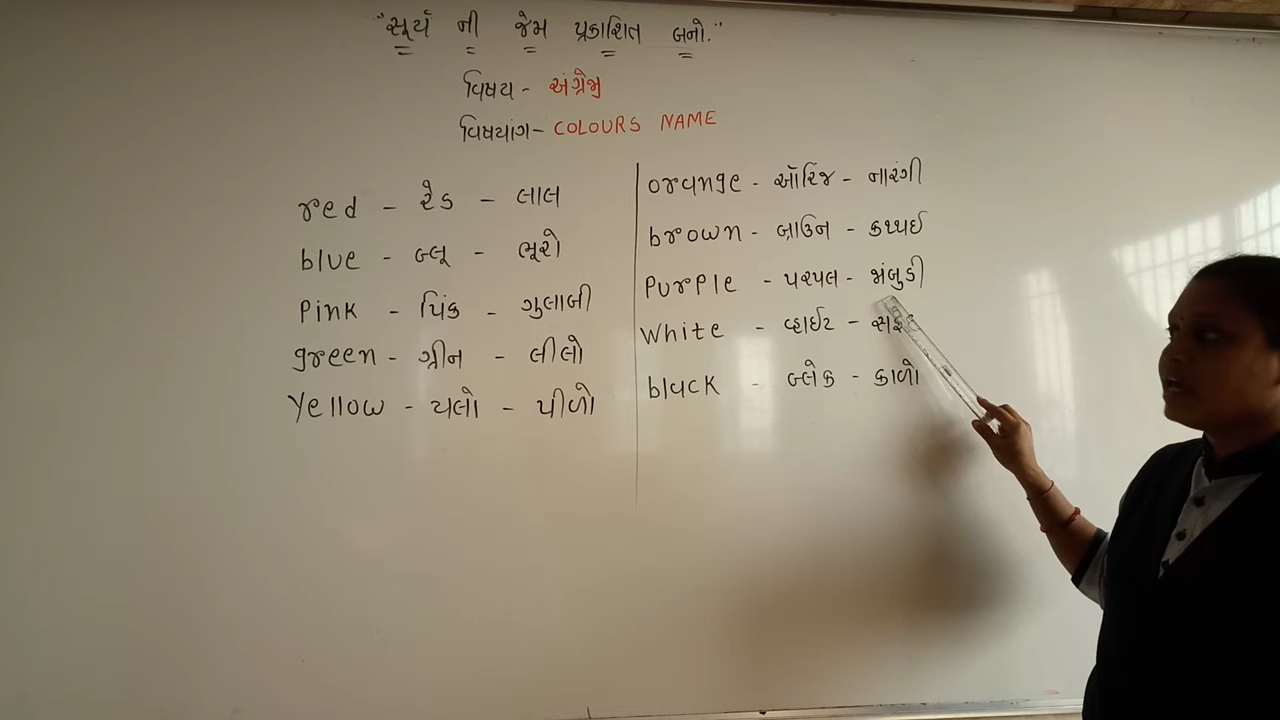 "સૂર્ય ની જેમ પ્રકાશિત બનો."
વિષય - અંગ્રેજી
વિષયાંગ - COLOURS NAME
red - રેડ - લાલ
blue - બ્લૂ - ભૂરો
Pink - પિંક - ગુલાબી
green - ગ્રીન - લીલો
Yellow - યલો - પીળો
orange - ઑરેંજ - નારંગી
brown - બ્રાઉન - કથ્થઈ
PurPle - પરપલ - જાંબુડી
White - વ્હાઈટ -
black - બ્લેક - કાળો